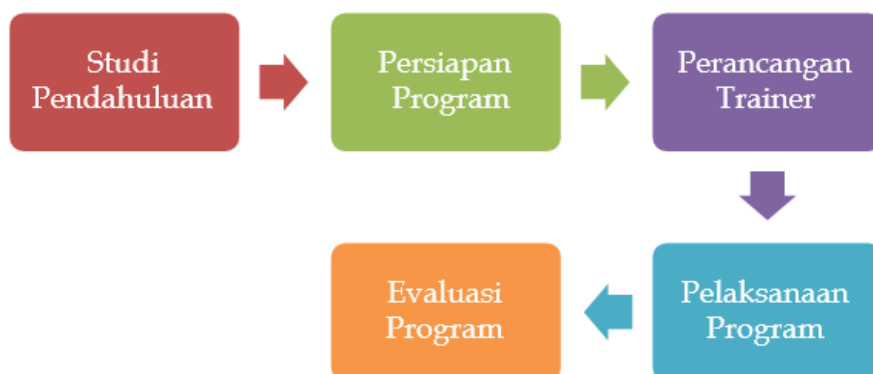 Studi
Pendahuluan
Persiapan
Program
Perancangan
Trainer
Pelaksanaan
Program
Evaluasi
Program